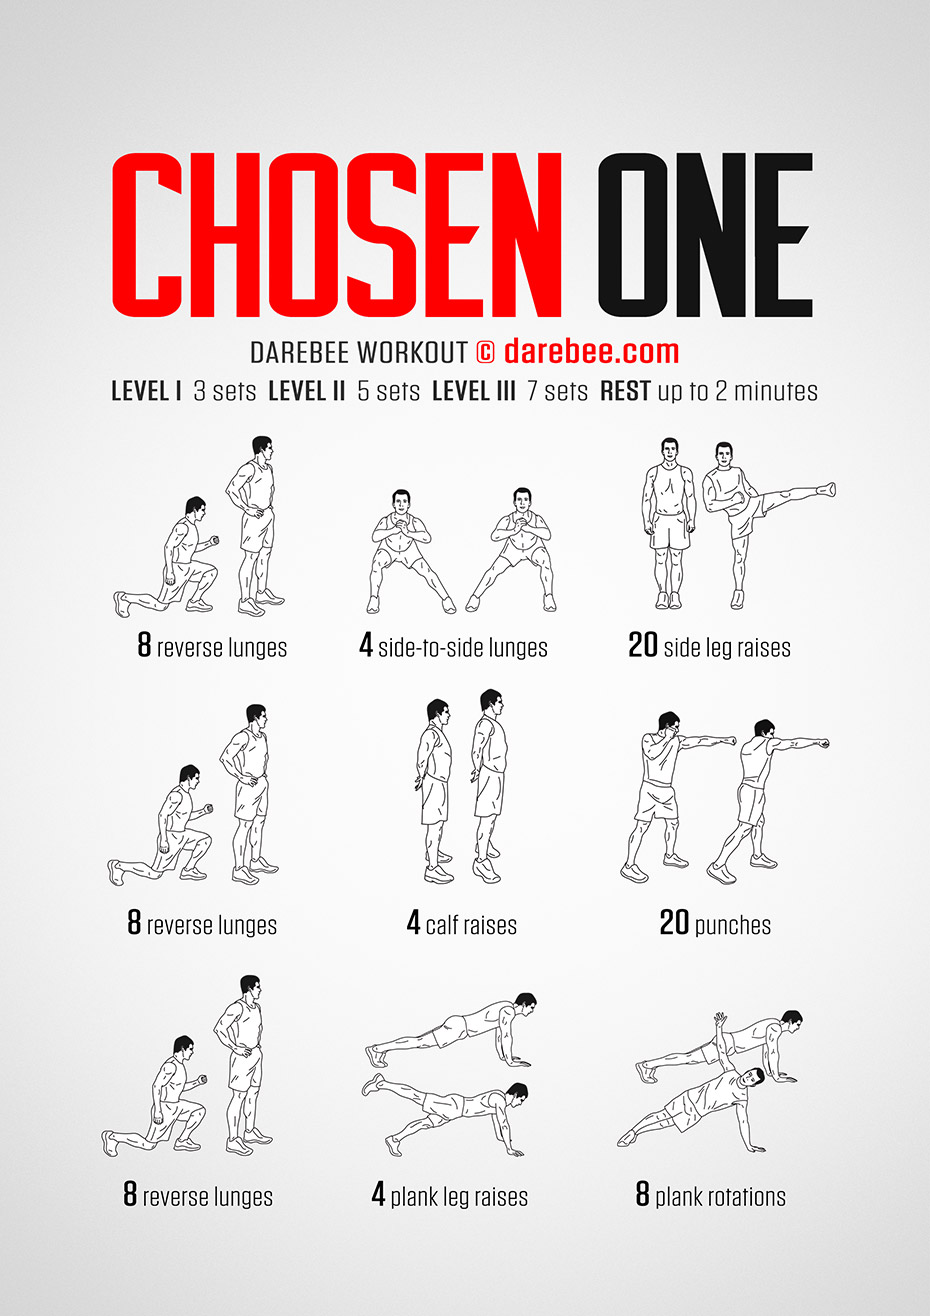 CHOSEN ONE
DAREBEE WORKOUT © darebee.com
LEVEL I 3 sets LEVEL II 5 sets LEVEL III 7 sets REST up to 2 minutes
8 reverse lunges
4 side-to-side lunges
20 side leg raises
8 reverse lunges
4 calf raises
20 punches
8 reverse lunges
4 plank leg raises
8 plank rotations